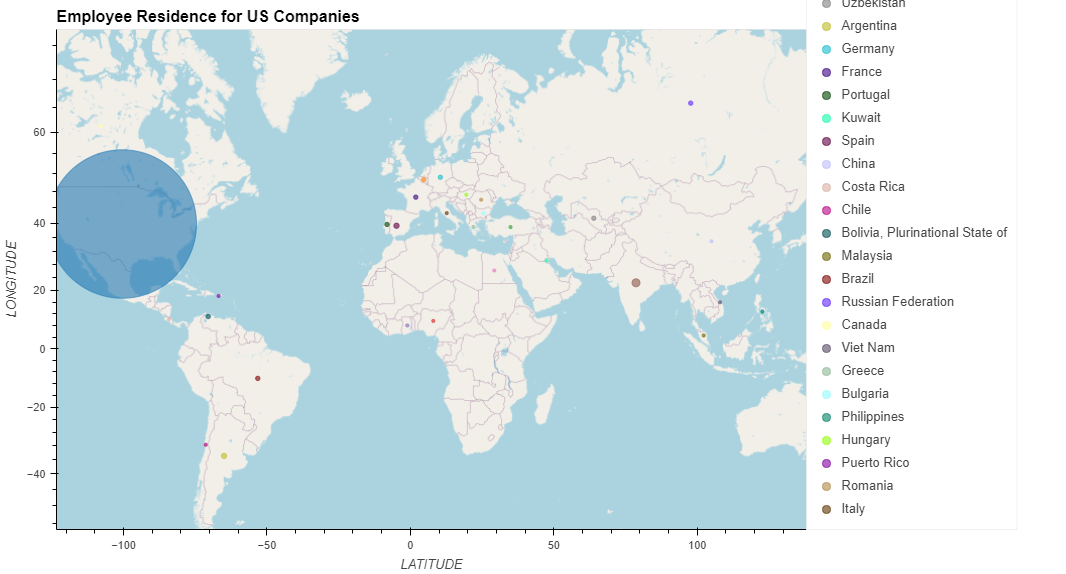 Employee Residence for US Companies
Uzbekistan
Argentina
Germany
France
Portugal
Kuwait
Spain
China
Costa Rica
Chile
Bolivia, Plurinational State of
Malaysia
Brazil
Russian Federation
Canada
Viet Nam
Greece
Bulgaria
Philippines
Hungary
Puerto Rico
Romania
Italy
LONGITUDE
60
40
20
0
−20
−40
−100
−50
0
50
100
LATITUDE